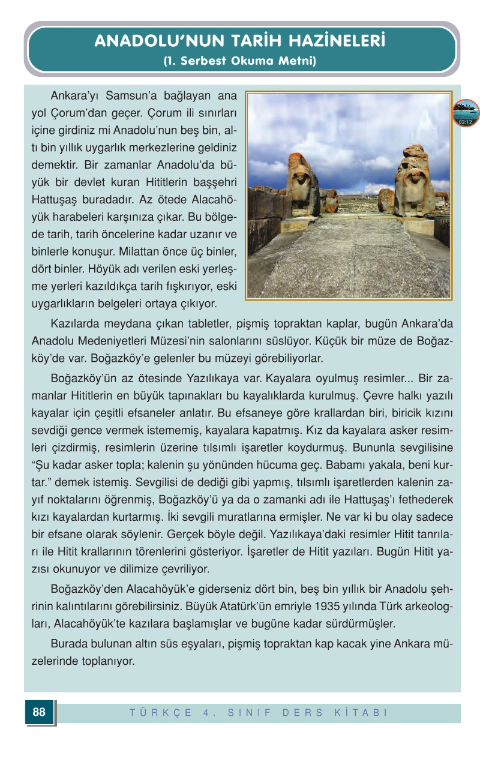 ANADOLU’NUN TARİH HAZİNELERİ
(1. Serbest Okuma Metni)
Ankara’yı Samsun’a bağlayan ana
yol Çorum’dan geçer. Çorum ili sınırları
içine girdiniz mi Anadolu’nun beş bin, al-
tı bin yıllık uygarlık merkezlerine geldiniz
demektir. Bir zamanlar Anadolu’da bü-
yük bir devlet kuran Hititlerin başşehri
Hattuşaş buradadır. Az ötede Alacahö-
yük harabeleri karşınıza çıkar. Bu bölge-
de tarih, tarih öncelerine kadar uzanır ve
binlerle konuşur. Milattan önce üç binler,
dört binler. Höyük adı verilen eski yerleş-
me yerleri kazıldıkça tarih fışkırıyor, eski
uygarlıkların belgeleri ortaya çıkıyor.
02:12
Kazılarda meydana çıkan tabletler, pişmiş topraktan kaplar, bugün Ankara’da
Anadolu Medeniyetleri Müzesi’nin salonlarını süslüyor. Küçük bir müze de Boğaz-
köy’de var. Boğazköy’e gelenler bu müzeyi görebiliyorlar.
Boğazköy’ün az ötesinde Yazılıkaya var. Kayalara oyulmuş resimler... Bir za-
manlar Hititlerin en büyük tapınakları bu kayalıklarda kurulmuş. Çevre halkı yazılı
kayalar için çeşitli efsaneler anlatır. Bu efsaneye göre krallardan biri, biricik kızını
sevdiği gence vermek istememiş, kayalara kapatmış. Kız da kayalara asker resim-
leri çizdirmiş, resimlerin üzerine tılsımlı işaretler koydurmuş. Bununla sevgilisine
“Şu kadar asker topla; kalenin şu yönünden hücuma geç. Babamı yakala, beni kur-
tar.” demek istemiş. Sevgilisi de dediği gibi yapmış, tılsımlı işaretlerden kalenin za-
yıf noktalarını öğrenmiş, Boğazköy’ü ya da o zamanki adı ile Hattuşaş’ı fethederek
kızı kayalardan kurtarmış. İki sevgili muratlarına ermişler. Ne var ki bu olay sadece
bir efsane olarak söylenir. Gerçek böyle değil. Yazılıkaya’daki resimler Hitit tanrıla-
rı ile Hitit krallarının törenlerini gösteriyor. İşaretler de Hitit yazıları. Bugün Hitit ya-
zısı okunuyor ve dilimize çevriliyor.
Boğazköy’den Alacahöyük’e giderseniz dört bin, beş bin yıllık bir Anadolu şeh-
rinin kalıntılarını görebilirsiniz. Büyük Atatürk’ün emriyle 1935 yılında Türk arkeolog-
ları, Alacahöyük’te kazılara başlamışlar ve bugüne kadar sürdürmüşler.
Burada bulunan altın süs eşyaları, pişmiş topraktan kap kacak yine Ankara mü-
zelerinde toplanıyor.
88
TÜRKÇE 4. SINIF DERS KİTABI